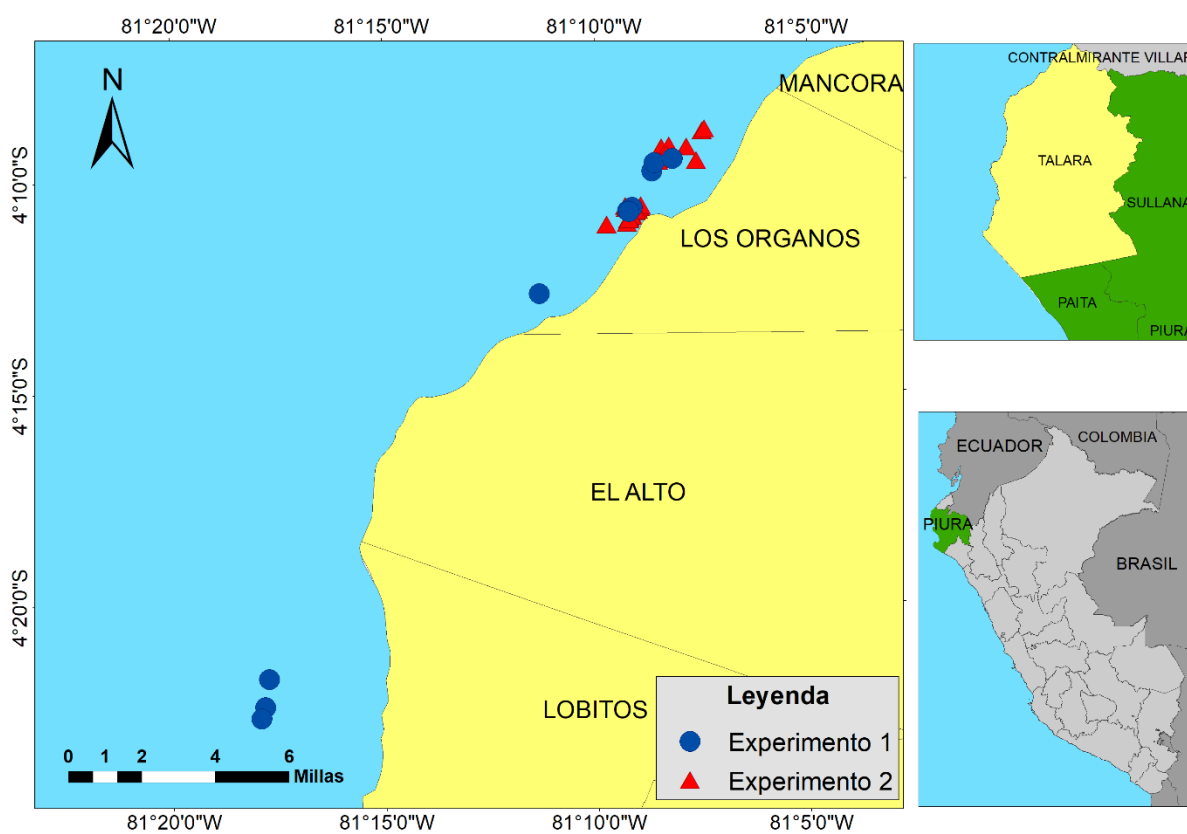 81°20'0"W 81°15'0"W 81°10'0"W 81°5'0"W
N
MANCORA
4°10'0"S
LOS ORGANOS
4°15'0"S
EL ALTO
4°20'0"S
LOBITOS
0 1 2 4 6
Millas
Leyenda
Experimento 1
Experimento 2
81°20'0"W 81°15'0"W 81°10'0"W 81°5'0"W
CONTRALMIRANTE VILLAR
TALARA
SULLANA
PAITA
PIURA
ECUADOR
COLOMBIA
PIURA
BRASIL